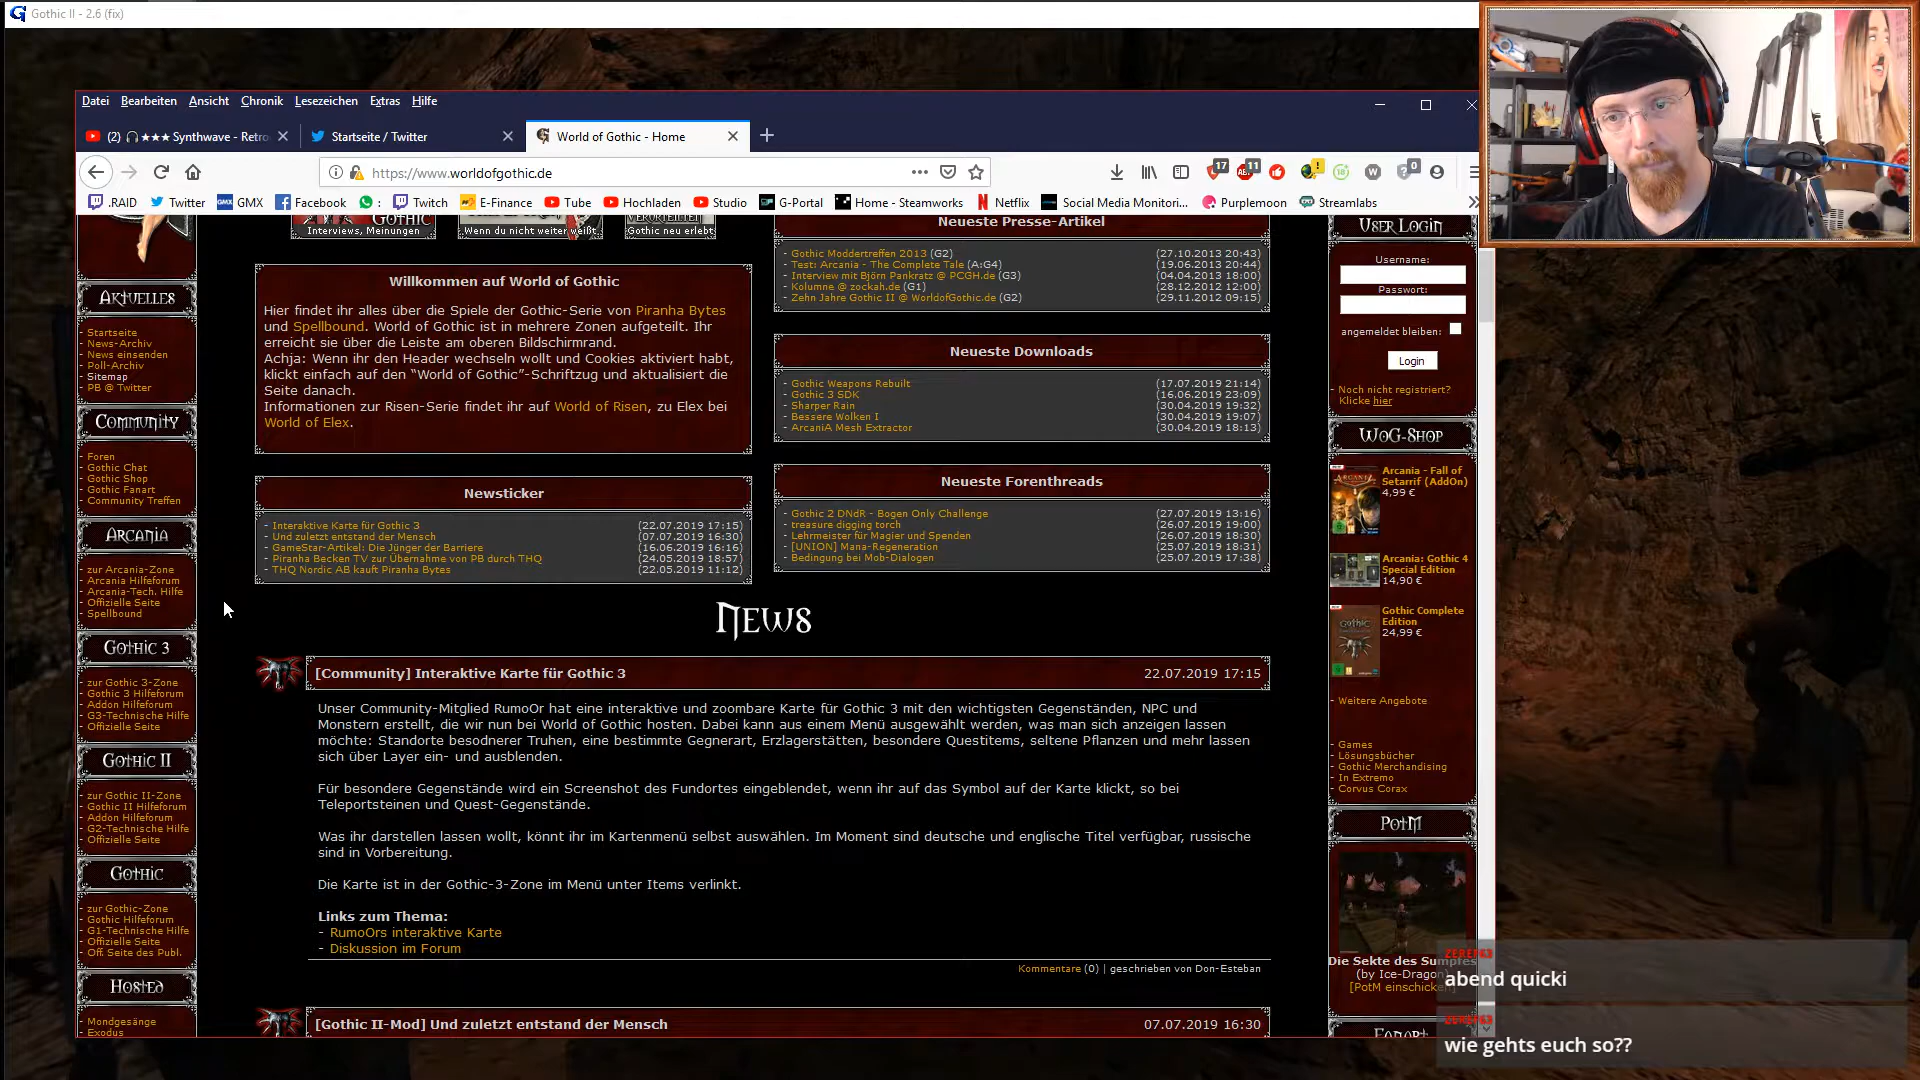 Gothic II - 2.6 (fix)
Datei Bearbeiten Ansicht Chronik Lesezeichen Extras Hilfe
(2) 🎧★★★ Synthwave - Retro
Startseite / Twitter
World of Gothic - Home
https://www.worldofgothic.de
17 11 0
.RAID Twitter GMX Facebook : Twitch E-Finance Tube Hochladen Studio G-Portal Home - Steamworks Netflix Social Media Monitori... Purplemoon Streamlabs
GOTHIC
Interviews, Meinungen
Wenn du nicht weiter weißt.
VERURTEILTEN
Gothic neu erlebt
Aktuelles
- Startseite
- News-Archiv
- News einsenden
- Poll-Archiv
- Sitemap
- PB @ Twitter
Community
- Foren
- Gothic Chat
- Gothic Shop
- Gothic Fanart
- Community Treffen
Arcania
- zur Arcania-Zone
- Arcania Hilfeforum
- Arcania-Tech. Hilfe
- Offizielle Seite
- Spellbound
Gothic 3
- zur Gothic 3-Zone
- Gothic 3 Hilfeforum
- Addon Hilfeforum
- G3-Technische Hilfe
- Offizielle Seite
Gothic II
- zur Gothic II-Zone
- Gothic II Hilfeforum
- Addon Hilfeforum
- G2-Technische Hilfe
- Offizielle Seite
Gothic
- zur Gothic-Zone
- Gothic Hilfeforum
- G1-Technische Hilfe
- Offizielle Seite
- Off. Seite des Publ.
Hosted
- Mondgesänge
- Exodus
Willkommen auf World of Gothic
Hier findet ihr alles über die Spiele der Gothic-Serie von Piranha Bytes
und Spellbound. World of Gothic ist in mehrere Zonen aufgeteilt. Ihr
erreicht sie über die Leiste am oberen Bildschirmrand.
Achja: Wenn ihr den Header wechseln wollt und Cookies aktiviert habt,
klickt einfach auf den “World of Gothic”-Schriftzug und aktualisiert die
Seite danach.
Informationen zur Risen-Serie findet ihr auf World of Risen, zu Elex bei
World of Elex.
Newsticker
- Interaktive Karte für Gothic 3 (22.07.2019 17:15)
- Und zuletzt entstand der Mensch (07.07.2019 16:30)
- GameStar-Artikel: Die Jünger der Barriere (16.06.2019 16:16)
- Piranha Becken TV zur Übernahme von PB durch THQ (24.05.2019 18:57)
- THQ Nordic AB kauft Piranha Bytes (22.05.2019 11:12)
Neueste Presse-Artikel
- Gothic Moddertreffen 2013 (G2) (27.10.2013 20:43)
- Test: Arcania - The Complete Tale (A:G4) (19.06.2013 20:44)
- Interview mit Björn Pankratz @ PCGH.de (G3) (04.04.2013 18:00)
- Kolumne @ zockah.de (G1) (28.12.2012 12:00)
- Zehn Jahre Gothic II @ WorldofGothic.de (G2) (29.11.2012 09:15)
Neueste Downloads
- Gothic Weapons Rebuilt (17.07.2019 21:14)
- Gothic 3 SDK (16.06.2019 23:09)
- Sharper Rain (30.04.2019 19:32)
- Bessere Wolken I (30.04.2019 19:07)
- ArcaniA Mesh Extractor (30.04.2019 18:13)
Neueste Forenthreads
- Gothic 2 DNdR - Bogen Only Challenge (27.07.2019 13:16)
- treasure digging torch (26.07.2019 19:00)
- Lehrmeister für Magier und Spenden (26.07.2019 18:30)
- [UNION] Mana-Regeneration (25.07.2019 18:31)
- Bedingung bei Mob-Dialogen (25.07.2019 17:38)
News
[Community] Interaktive Karte für Gothic 3 22.07.2019 17:15
Unser Community-Mitglied RumoOr hat eine interaktive und zoombare Karte für Gothic 3 mit den wichtigsten Gegenständen, NPC und
Monstern erstellt, die wir nun bei World of Gothic hosten. Dabei kann aus einem Menü ausgewählt werden, was man sich anzeigen lassen
möchte: Standorte besodnerer Truhen, eine bestimmte Gegnerart, Erzlagerstätten, besondere Questitems, seltene Pflanzen und mehr lassen
sich über Layer ein- und ausblenden.
Für besondere Gegenstände wird ein Screenshot des Fundortes eingeblendet, wenn ihr auf das Symbol auf der Karte klickt, so bei
Teleportsteinen und Quest-Gegenstände.
Was ihr darstellen lassen wollt, könnt ihr im Kartenmenü selbst auswählen. Im Moment sind deutsche und englische Titel verfügbar, russische
sind in Vorbereitung.
Die Karte ist in der Gothic-3-Zone im Menü unter Items verlinkt.
Links zum Thema:
- RumoOrs interaktive Karte
- Diskussion im Forum
Kommentare (0) | geschrieben von Don-Esteban
[Gothic II-Mod] Und zuletzt entstand der Mensch 07.07.2019 16:30
User Login
Username:
Passwort:
angemeldet bleiben:
Login
- Noch nicht registriert?
Klicke hier
WoG-Shop
Arcania - Fall of
Setarrif (AddOn)
4,99 €
Arcania: Gothic 4
Special Edition
14,90 €
Gothic Complete
Edition
24,99 €
- Weitere Angebote
- Games
- Lösungsbücher
- Gothic Merchandising
- In Extremo
- Corvus Corax
PotM
Die Sekte des Sumpfes
(by Ice-Dragon)
[PotM einschicken]
Fanart
ZEREF63
abend quicki
ZEREF63
wie gehts euch so??